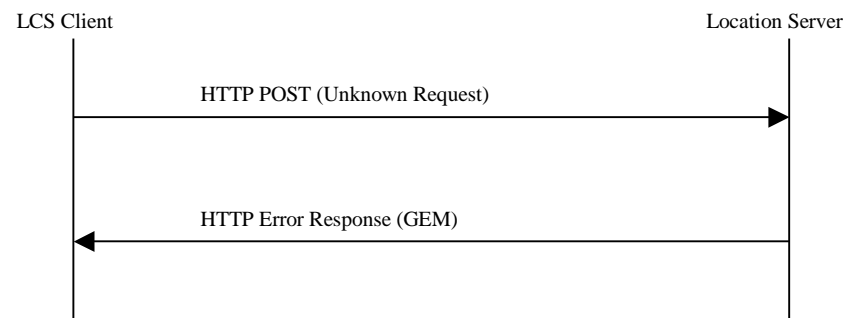 LCS Client
Location Server
HTTP POST (Unknown Request)
HTTP Error Response (GEM)